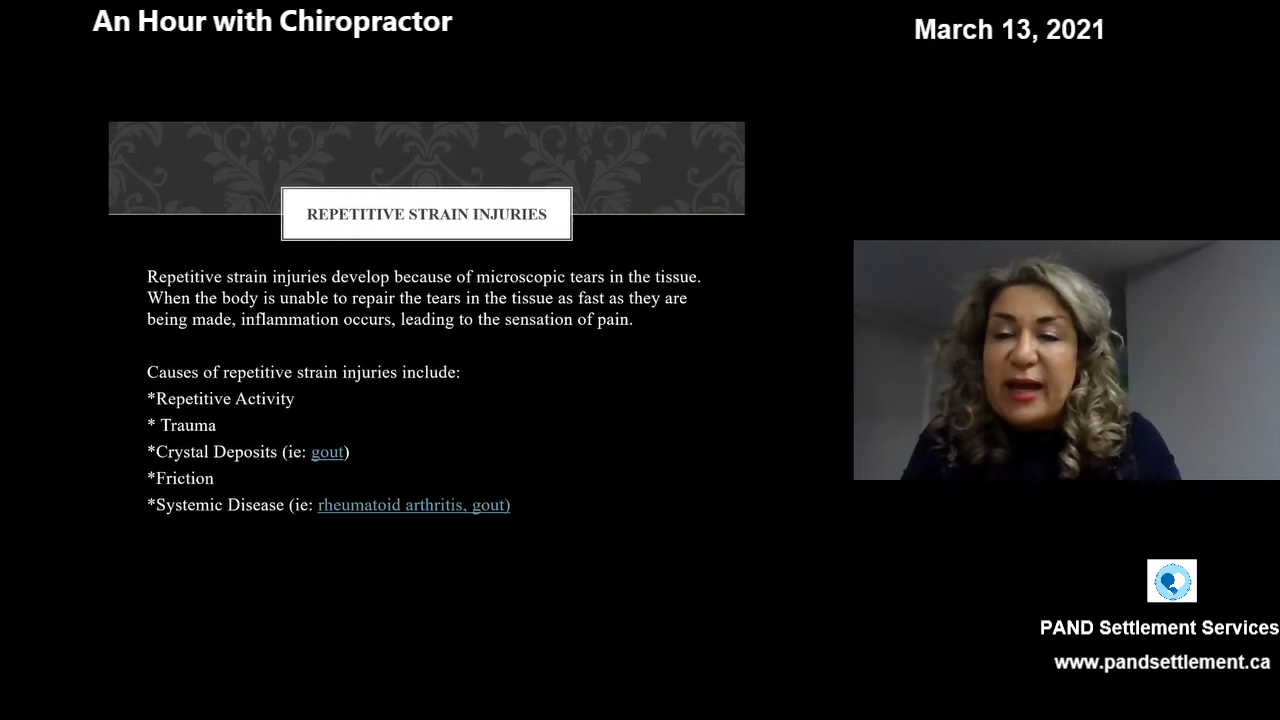 An Hour with Chiropractor
March 13, 2021
REPETITIVE STRAIN INJURIES
Repetitive strain injuries develop because of microscopic tears in the tissue.
When the body is unable to repair the tears in the tissue as fast as they are
being made, inflammation occurs, leading to the sensation of pain.
Causes of repetitive strain injuries include:
*Repetitive Activity
* Trauma
*Crystal Deposits (ie: gout)
*Friction
*Systemic Disease (ie: rheumatoid arthritis, gout)
PAND Settlement Services
www.pandsettlement.ca